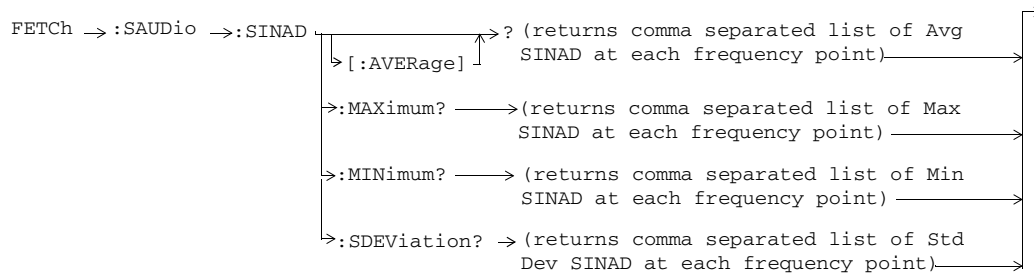 FETCh :SAUDio :SINAD ? (returns comma separated list of Avg
[:AVERage] SINAD at each frequency point)
:MAXimum? (returns comma separated list of Max
SINAD at each frequency point)
:MINimum? (returns comma separated list of Min
SINAD at each frequency point)
:SDEViation? (returns comma separated list of Std
Dev SINAD at each frequency point)